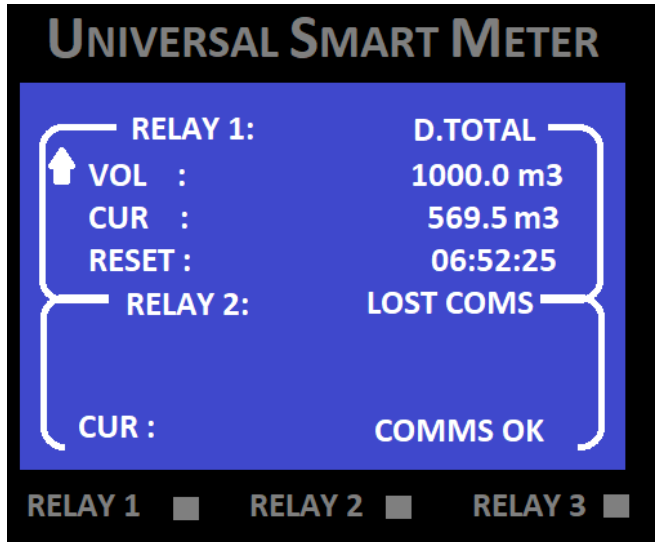 UNIVERSAL SMART METER
RELAY 1: D.TOTAL
VOL : 1000.0 m3
CUR : 569.5 m3
RESET : 06:52:25
RELAY 2: LOST COMS
CUR : COMMS OK
RELAY 1 RELAY 2 RELAY 3